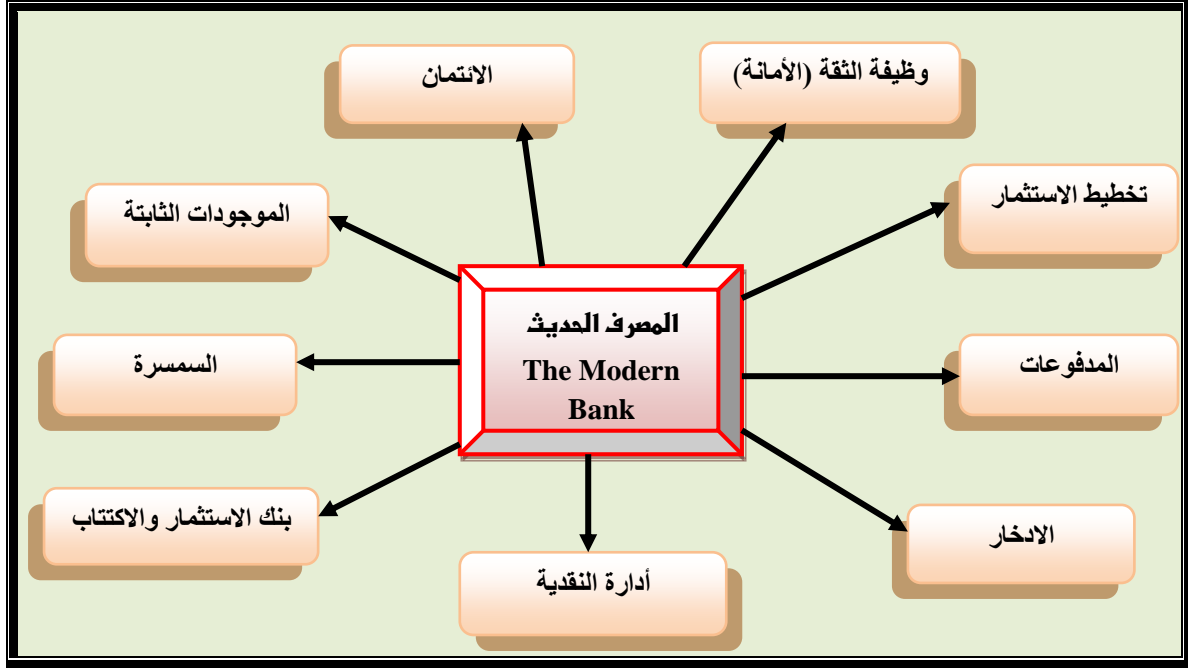 وظيفة الثقة (الأمانة)
الائتمان
تخطيط الاستثمار
الموجودات الثابتة
المصرف الحديث
The Modern
Bank
المدفوعات
السمسرة
الادخار
بنك الاستثمار والاكتتاب
أدارة النقدية